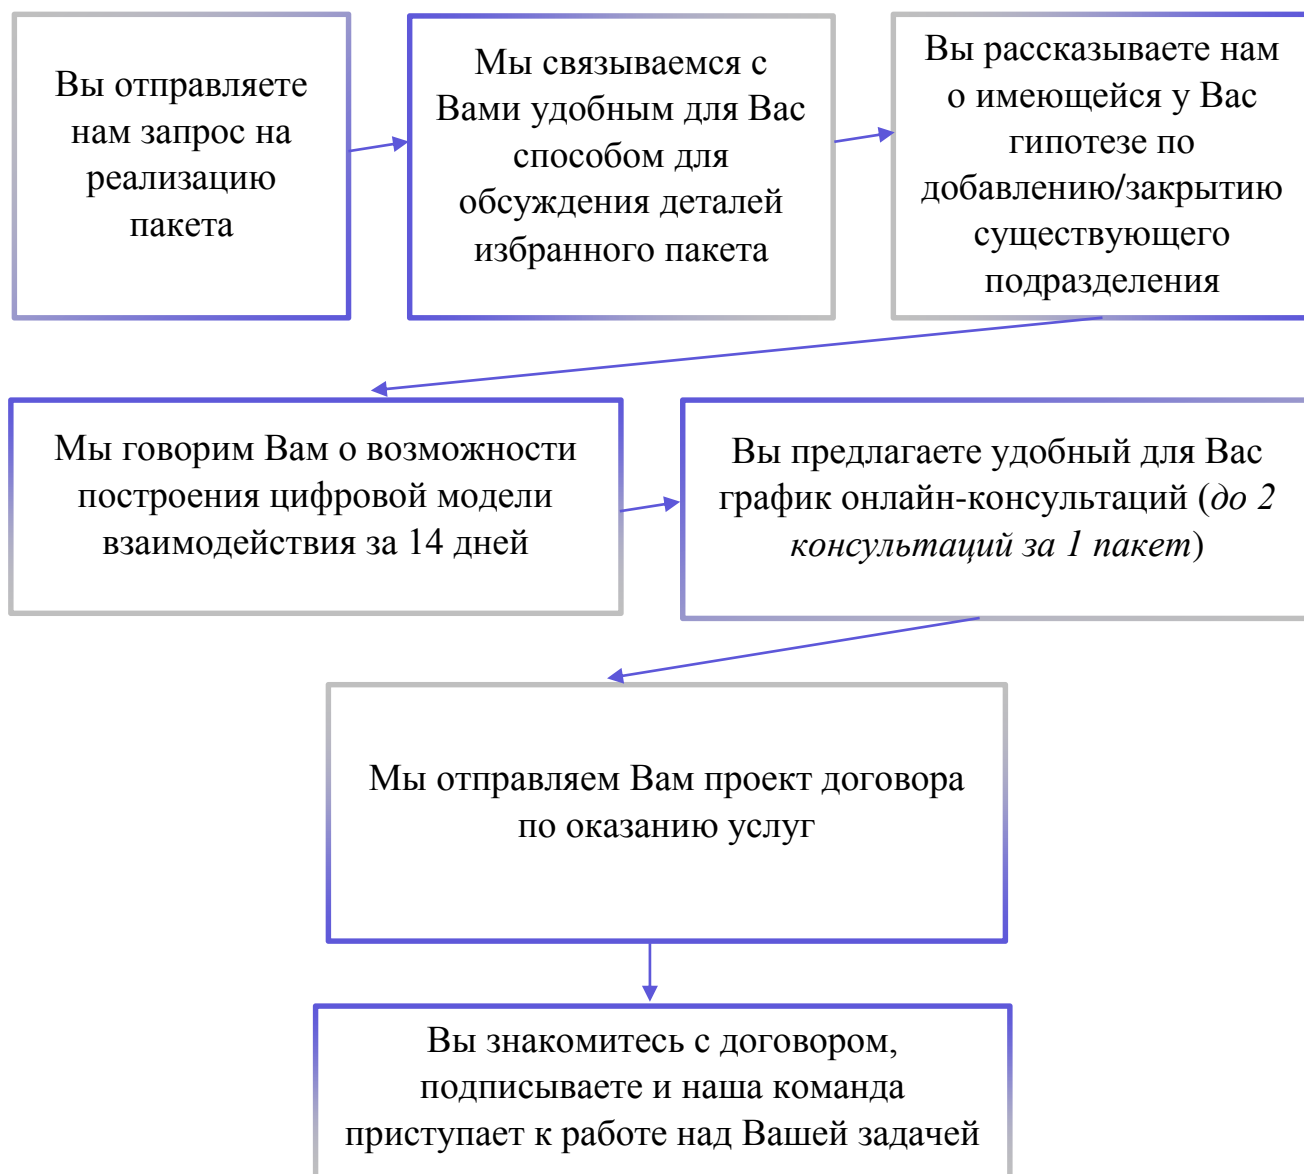 Вы отправляете
нам запрос на
реализацию
пакета
Мы связываемся с
Вами удобным для Вас
способом для
обсуждения деталей
избранного пакета
Вы рассказываете нам
о имеющейся у Вас
гипотезе по
добавлению/закрытию
существующего
подразделения
Мы говорим Вам о возможности
построения цифровой модели
взаимодействия за 14 дней
Вы предлагаете удобный для Вас
график онлайн-консультаций (до 2
консультаций за 1 пакет)
Мы отправляем Вам проект договора
по оказанию услуг
Вы знакомитесь с договором,
подписываете и наша команда
приступает к работе над Вашей задачей